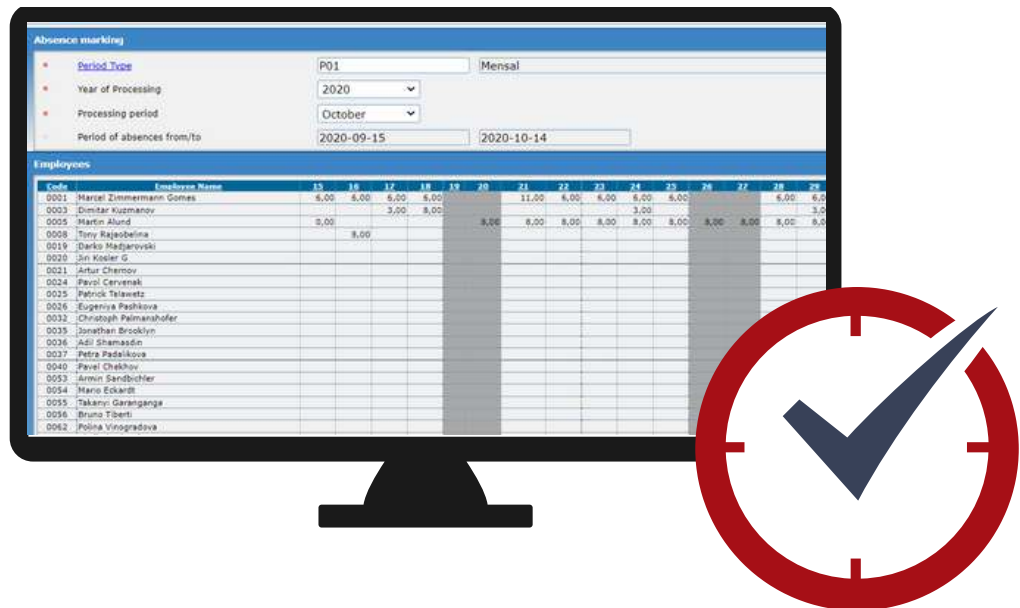 Absence marking
Period Type P01 Mensal
Year of Processing 2020
Processing period October
Period of absences from/to 2020-09-15 2020-10-14
Employees
Code Employee Name 15 16 17 18 19 20 21 22 23 24 25 26 27 28 29
0001 Marcel Zimmermann Gomes 6,00 6,00 6,00 6,00 11,00 6,00 6,00 6,00 6,00 6,00 6,0
0003 Dimitar Kuzmanov 3,00 8,00 3,00 3,0
0005 Martin Alund 0,00 8,00 8,00 8,00 8,00 8,00 8,00 8,00 8,00 8,00 8,0
0008 Tony Rajaobelina 8,00
0019 Darko Madjarovski
0020 Jin Kosler G
0021 Artur Chernov
0024 Pavol Cervenak
0025 Patrick Talawetz
0026 Eugeniya Pashkova
0032 Christoph Palmanshofer
0035 Jonathan Brooklyn
0036 Adil Shamasdin
0037 Petra Padalikova
0040 Pavel Chekhov
0053 Armin Sandbichler
0054 Mario Eckardt
0055 Takanyi Garanganga
0056 Bruno Tiberti
0062 Polina Vinogradova